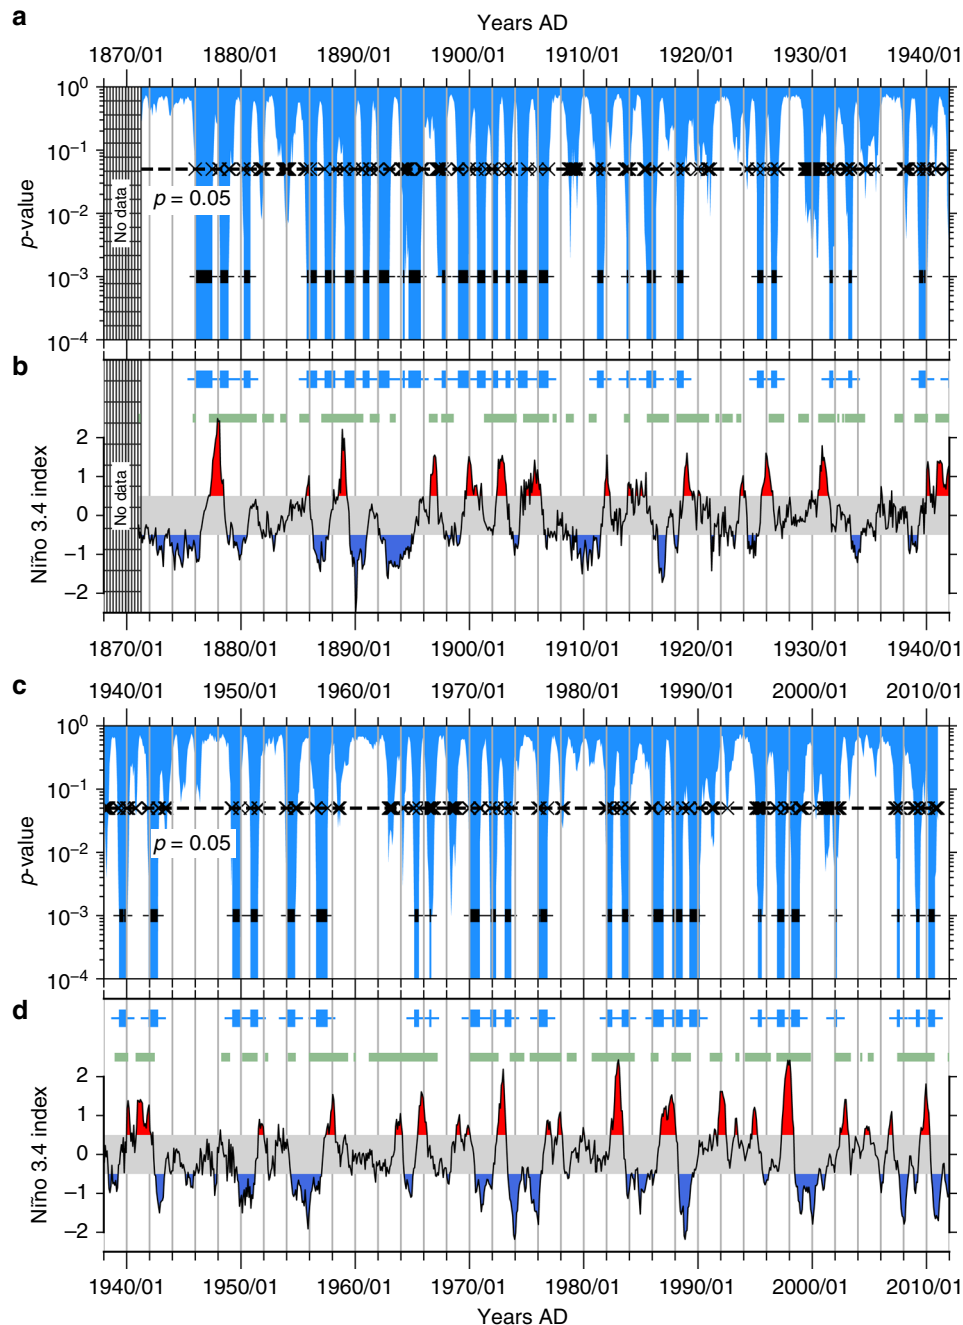 a
Years AD
1870/01 1880/01 1890/01 1900/01 1910/01 1920/01 1930/01 1940/01
10⁰
10⁻¹
10⁻²
10⁻³
10⁻⁴
p-value
No data
p = 0.05
b
2
1
0
−1
−2
Niño 3.4 index
No data
1870/01 1880/01 1890/01 1900/01 1910/01 1920/01 1930/01 1940/01
c
1940/01 1950/01 1960/01 1970/01 1980/01 1990/01 2000/01 2010/01
10⁰
10⁻¹
10⁻²
10⁻³
10⁻⁴
p-value
p = 0.05
d
2
1
0
−1
−2
Niño 3.4 index
1940/01 1950/01 1960/01 1970/01 1980/01 1990/01 2000/01 2010/01
Years AD